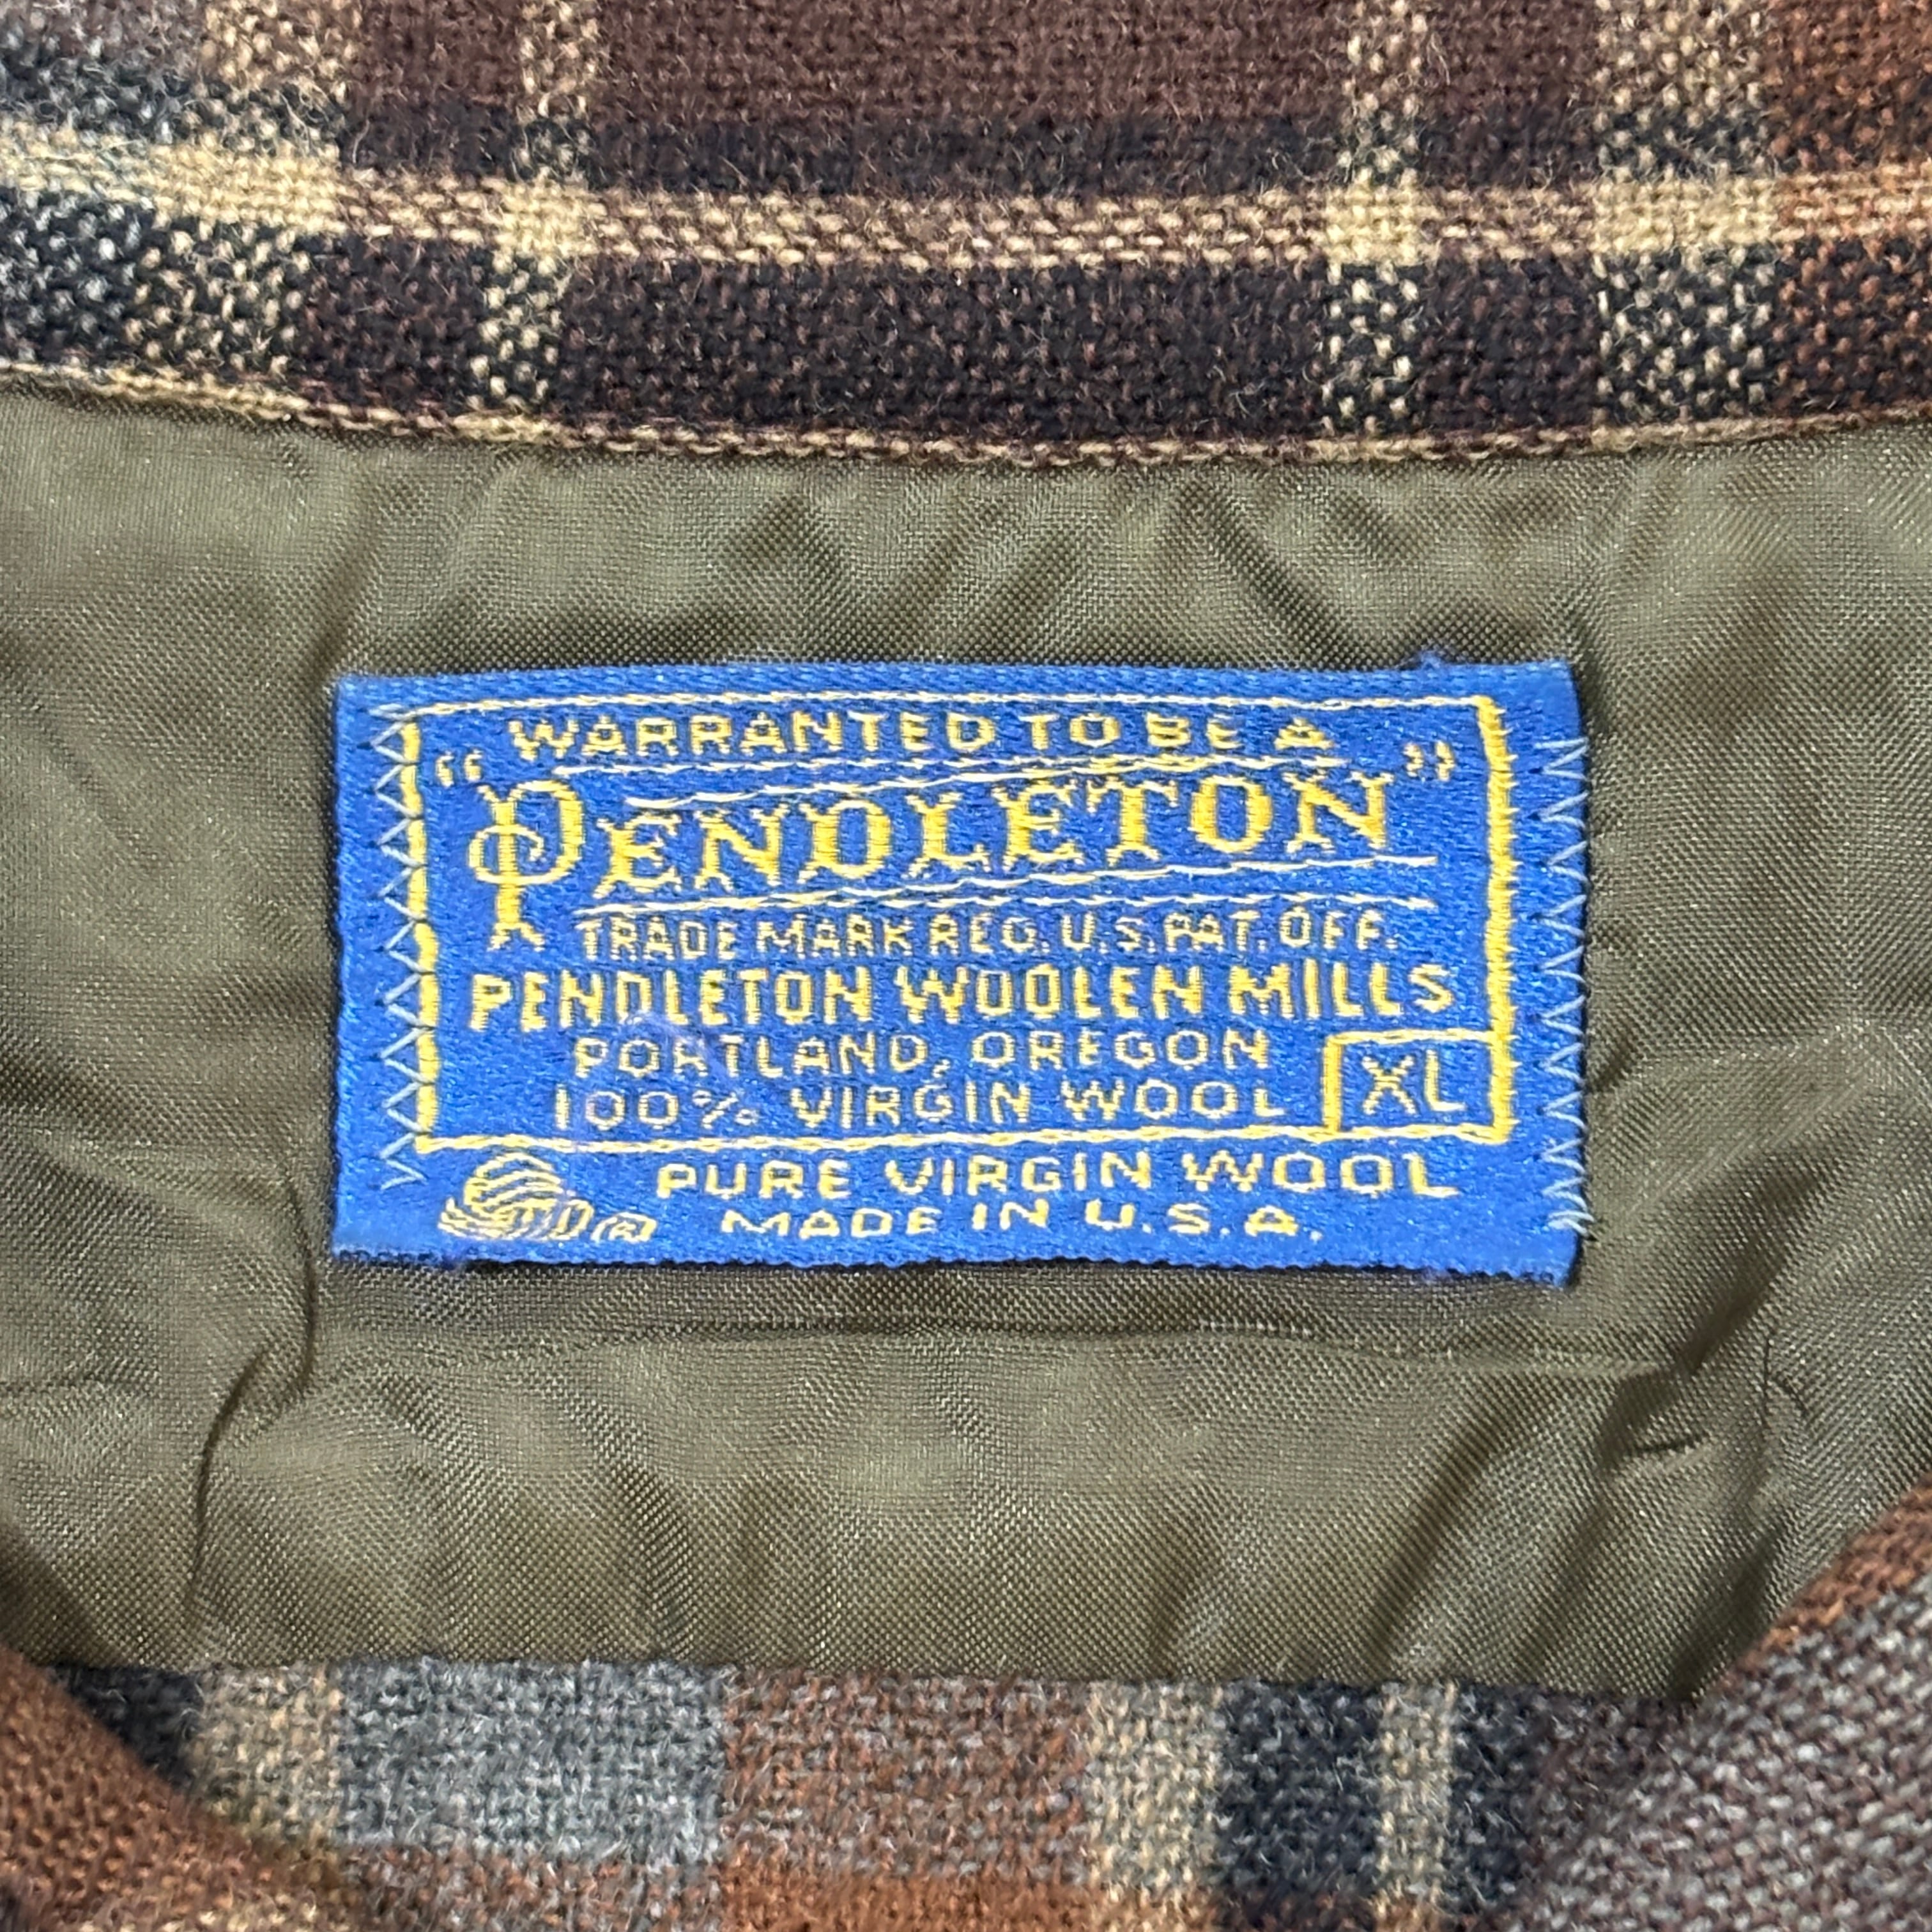 WARRANTED TO BE A
"PENDLETON"
TRADE MARK REG. U.S. PAT. OFF.
PENDLETON WOOLEN MILLS
PORTLAND, OREGON
100% VIRGIN WOOL XL
® PURE VIRGIN WOOL
MADE IN U.S.A.